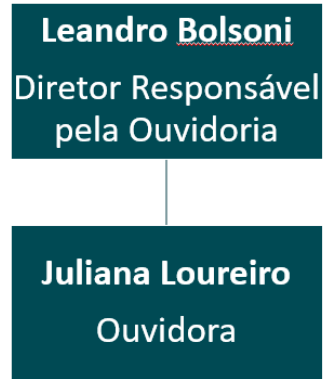 Leandro Bolsoni
Diretor Responsável
pela Ouvidoria
Juliana Loureiro
Ouvidora